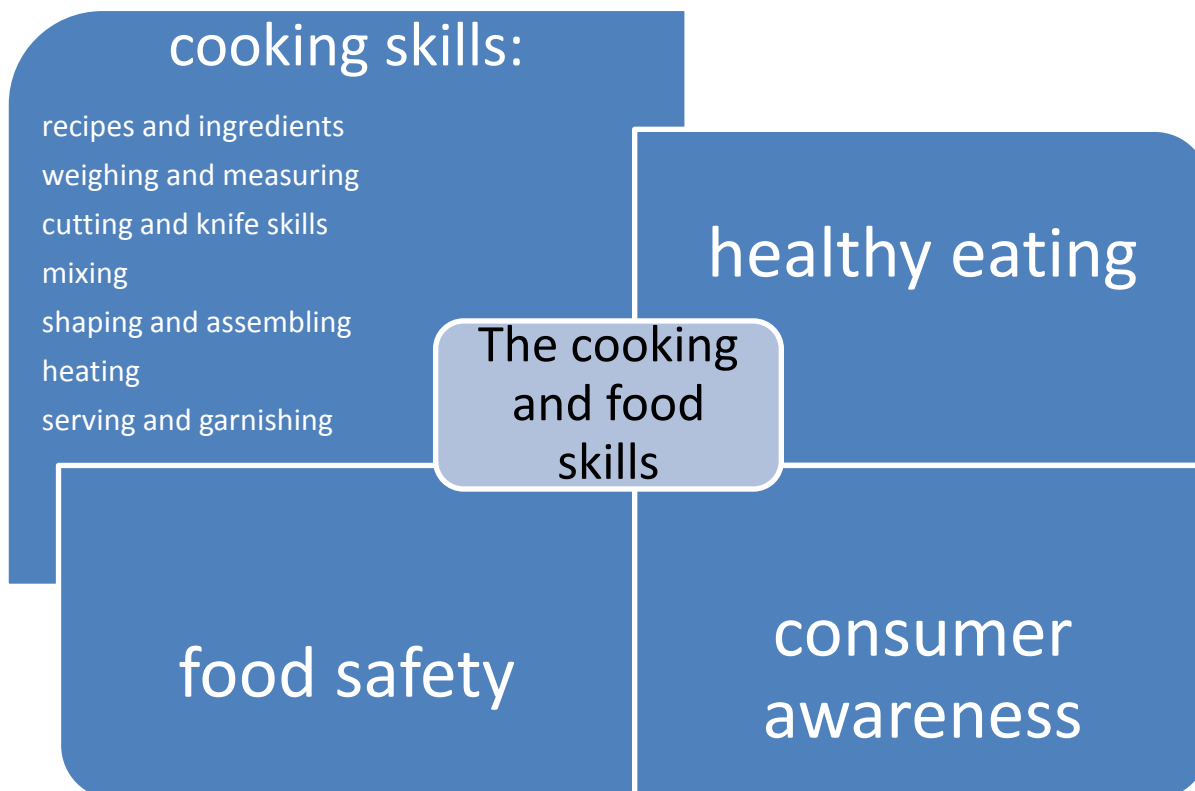 cooking skills:
recipes and ingredients
weighing and measuring
cutting and knife skills
mixing
shaping and assembling
heating
serving and garnishing
healthy eating
The cooking
and food
skills
food safety
consumer
awareness